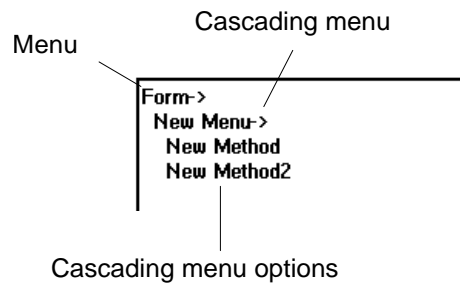 Cascading menu
Menu
Form->
New Menu->
New Method
New Method2
Cascading menu options